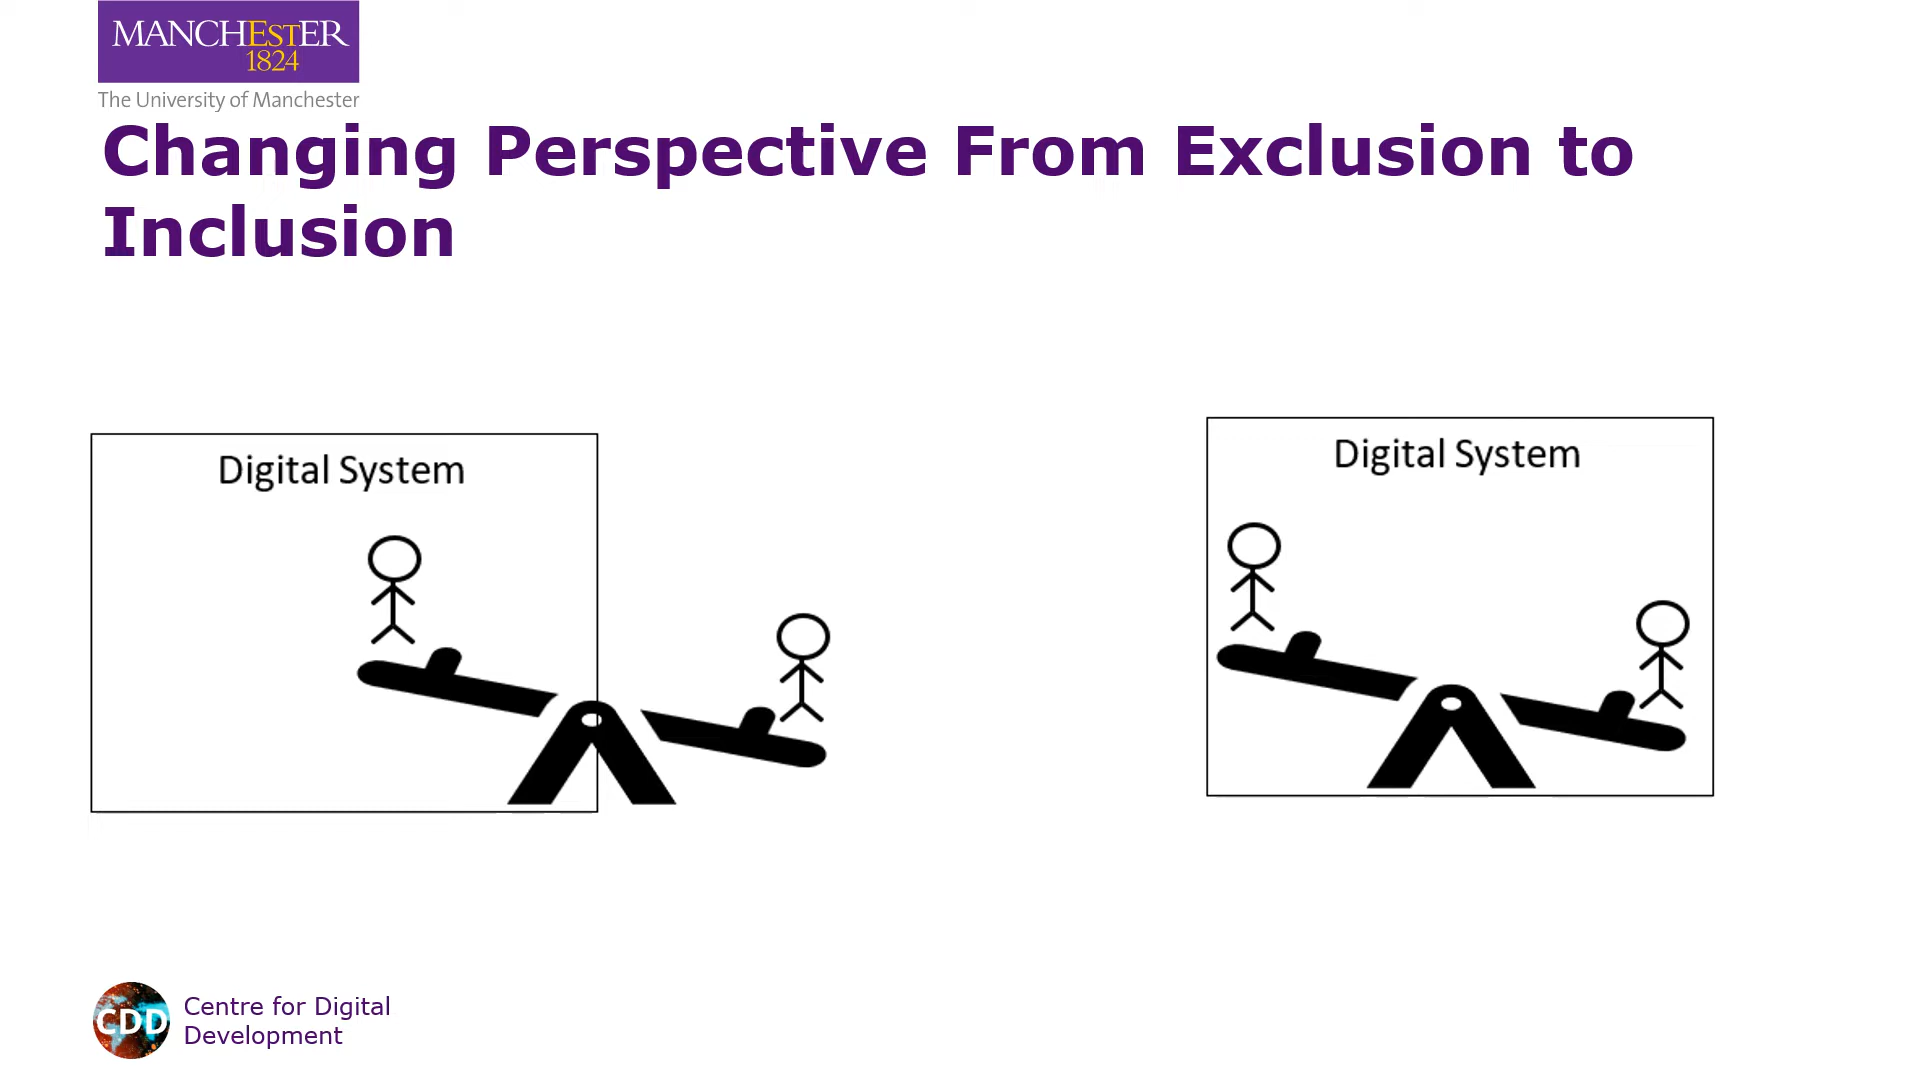 MANCHESTER
1824
The University of Manchester
Changing Perspective From Exclusion to
Inclusion
Digital System
Digital System
CDD
Centre for Digital
Development